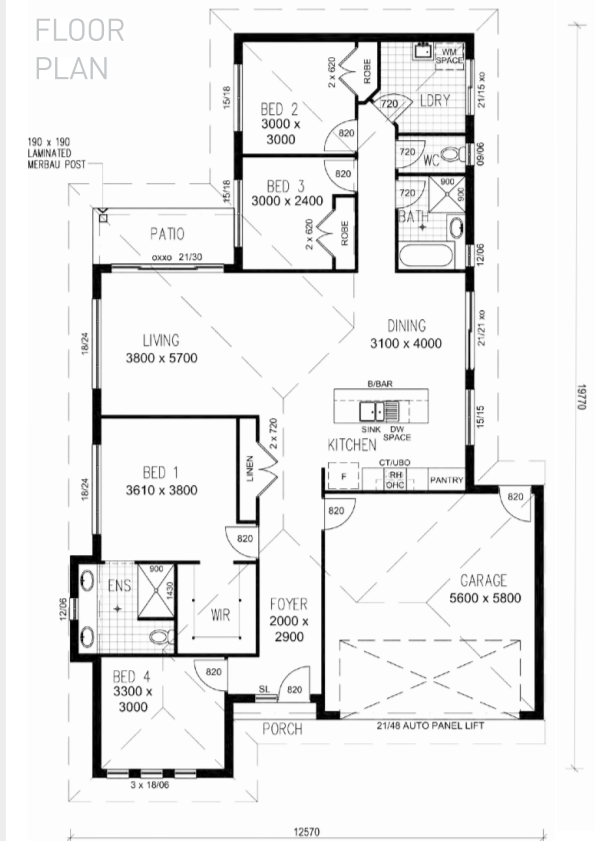 FLOOR
PLAN
190 x 190
LAMINATED
MERBAU POST
BED 2
3000 x
3000
2 x 620
ROBE
WM
SPACE
LDRY
720
15/18
21/15 xo
820
720
WC
09/06
820
BED 3
3000 x 2400
15/18
2 x 620
ROBE
720
900
900
BATH
12/06
PATIO
oxxo 21/30
LIVING
3800 x 5700
18/24
DINING
3100 x 4000
21/21 xo
19770
B/BAR
SINK
DW
SPACE
15/15
KITCHEN
CT/UBO
F
RH
OHC
PANTRY
2 x 720
LINEN
BED 1
3610 x 3800
18/24
820
820
820
ENS
900
1430
12/06
WIR
FOYER
2000 x
2900
GARAGE
5600 x 5800
BED 4
3300 x
3000
820
SL
820
PORCH
21/48 AUTO PANEL LIFT
3 x 18/06
12570